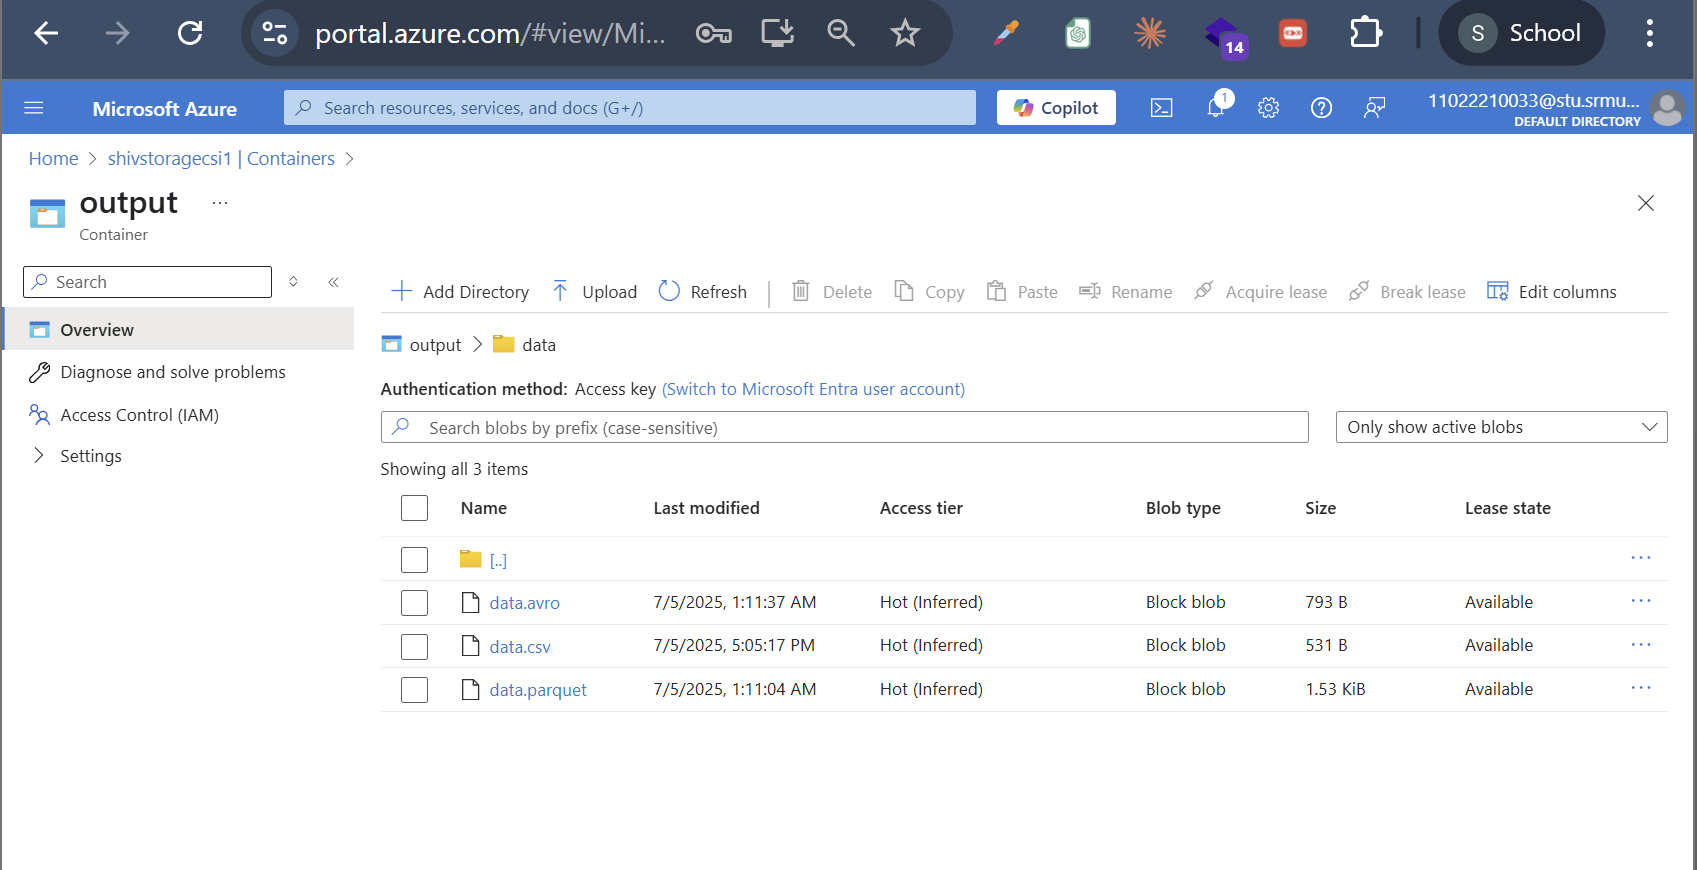 portal.azure.com/#view/Mi...
14
S School
Microsoft Azure
Search resources, services, and docs (G+/)
Copilot
1
11022210033@stu.srmu...
DEFAULT DIRECTORY
Home > shivstoragecsi1 | Containers >
output ...
Container
Search
Overview
Diagnose and solve problems
Access Control (IAM)
Settings
Add Directory Upload Refresh Delete Copy Paste Rename Acquire lease Break lease Edit columns
output > data
Authentication method: Access key (Switch to Microsoft Entra user account)
Search blobs by prefix (case-sensitive)
Only show active blobs
Showing all 3 items
Name Last modified Access tier Blob type Size Lease state
[..] ...
data.avro 7/5/2025, 1:11:37 AM Hot (Inferred) Block blob 793 B Available ...
data.csv 7/5/2025, 5:05:17 PM Hot (Inferred) Block blob 531 B Available ...
data.parquet 7/5/2025, 1:11:04 AM Hot (Inferred) Block blob 1.53 KiB Available ...